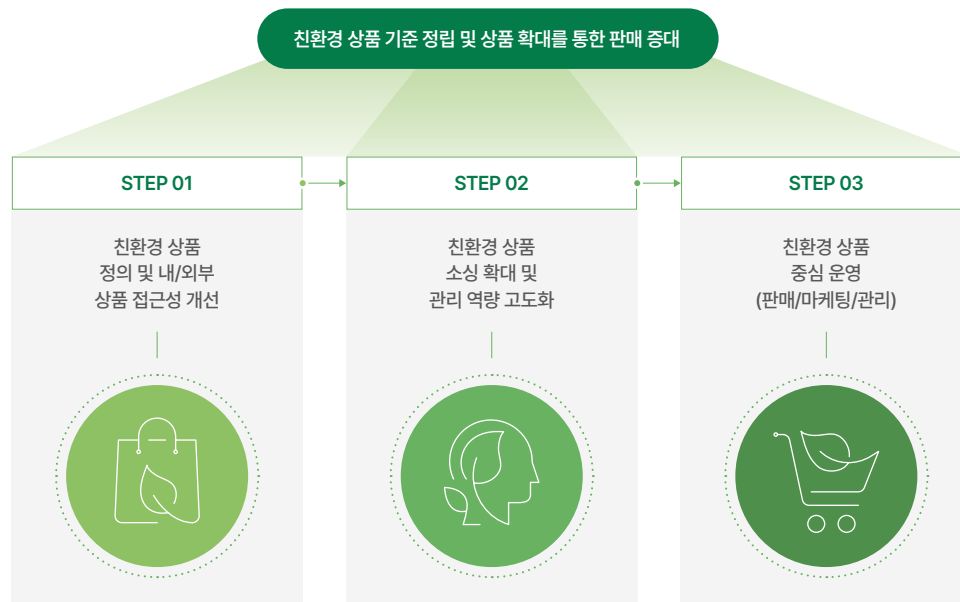 친환경 상품 기준 정립 및 상품 확대를 통한 판매 증대
STEP 01
친환경 상품
정의 및 내/외부
상품 접근성 개선
STEP 02
친환경 상품
소싱 확대 및
관리 역량 고도화
STEP 03
친환경 상품
중심 운영
(판매/마케팅/관리)